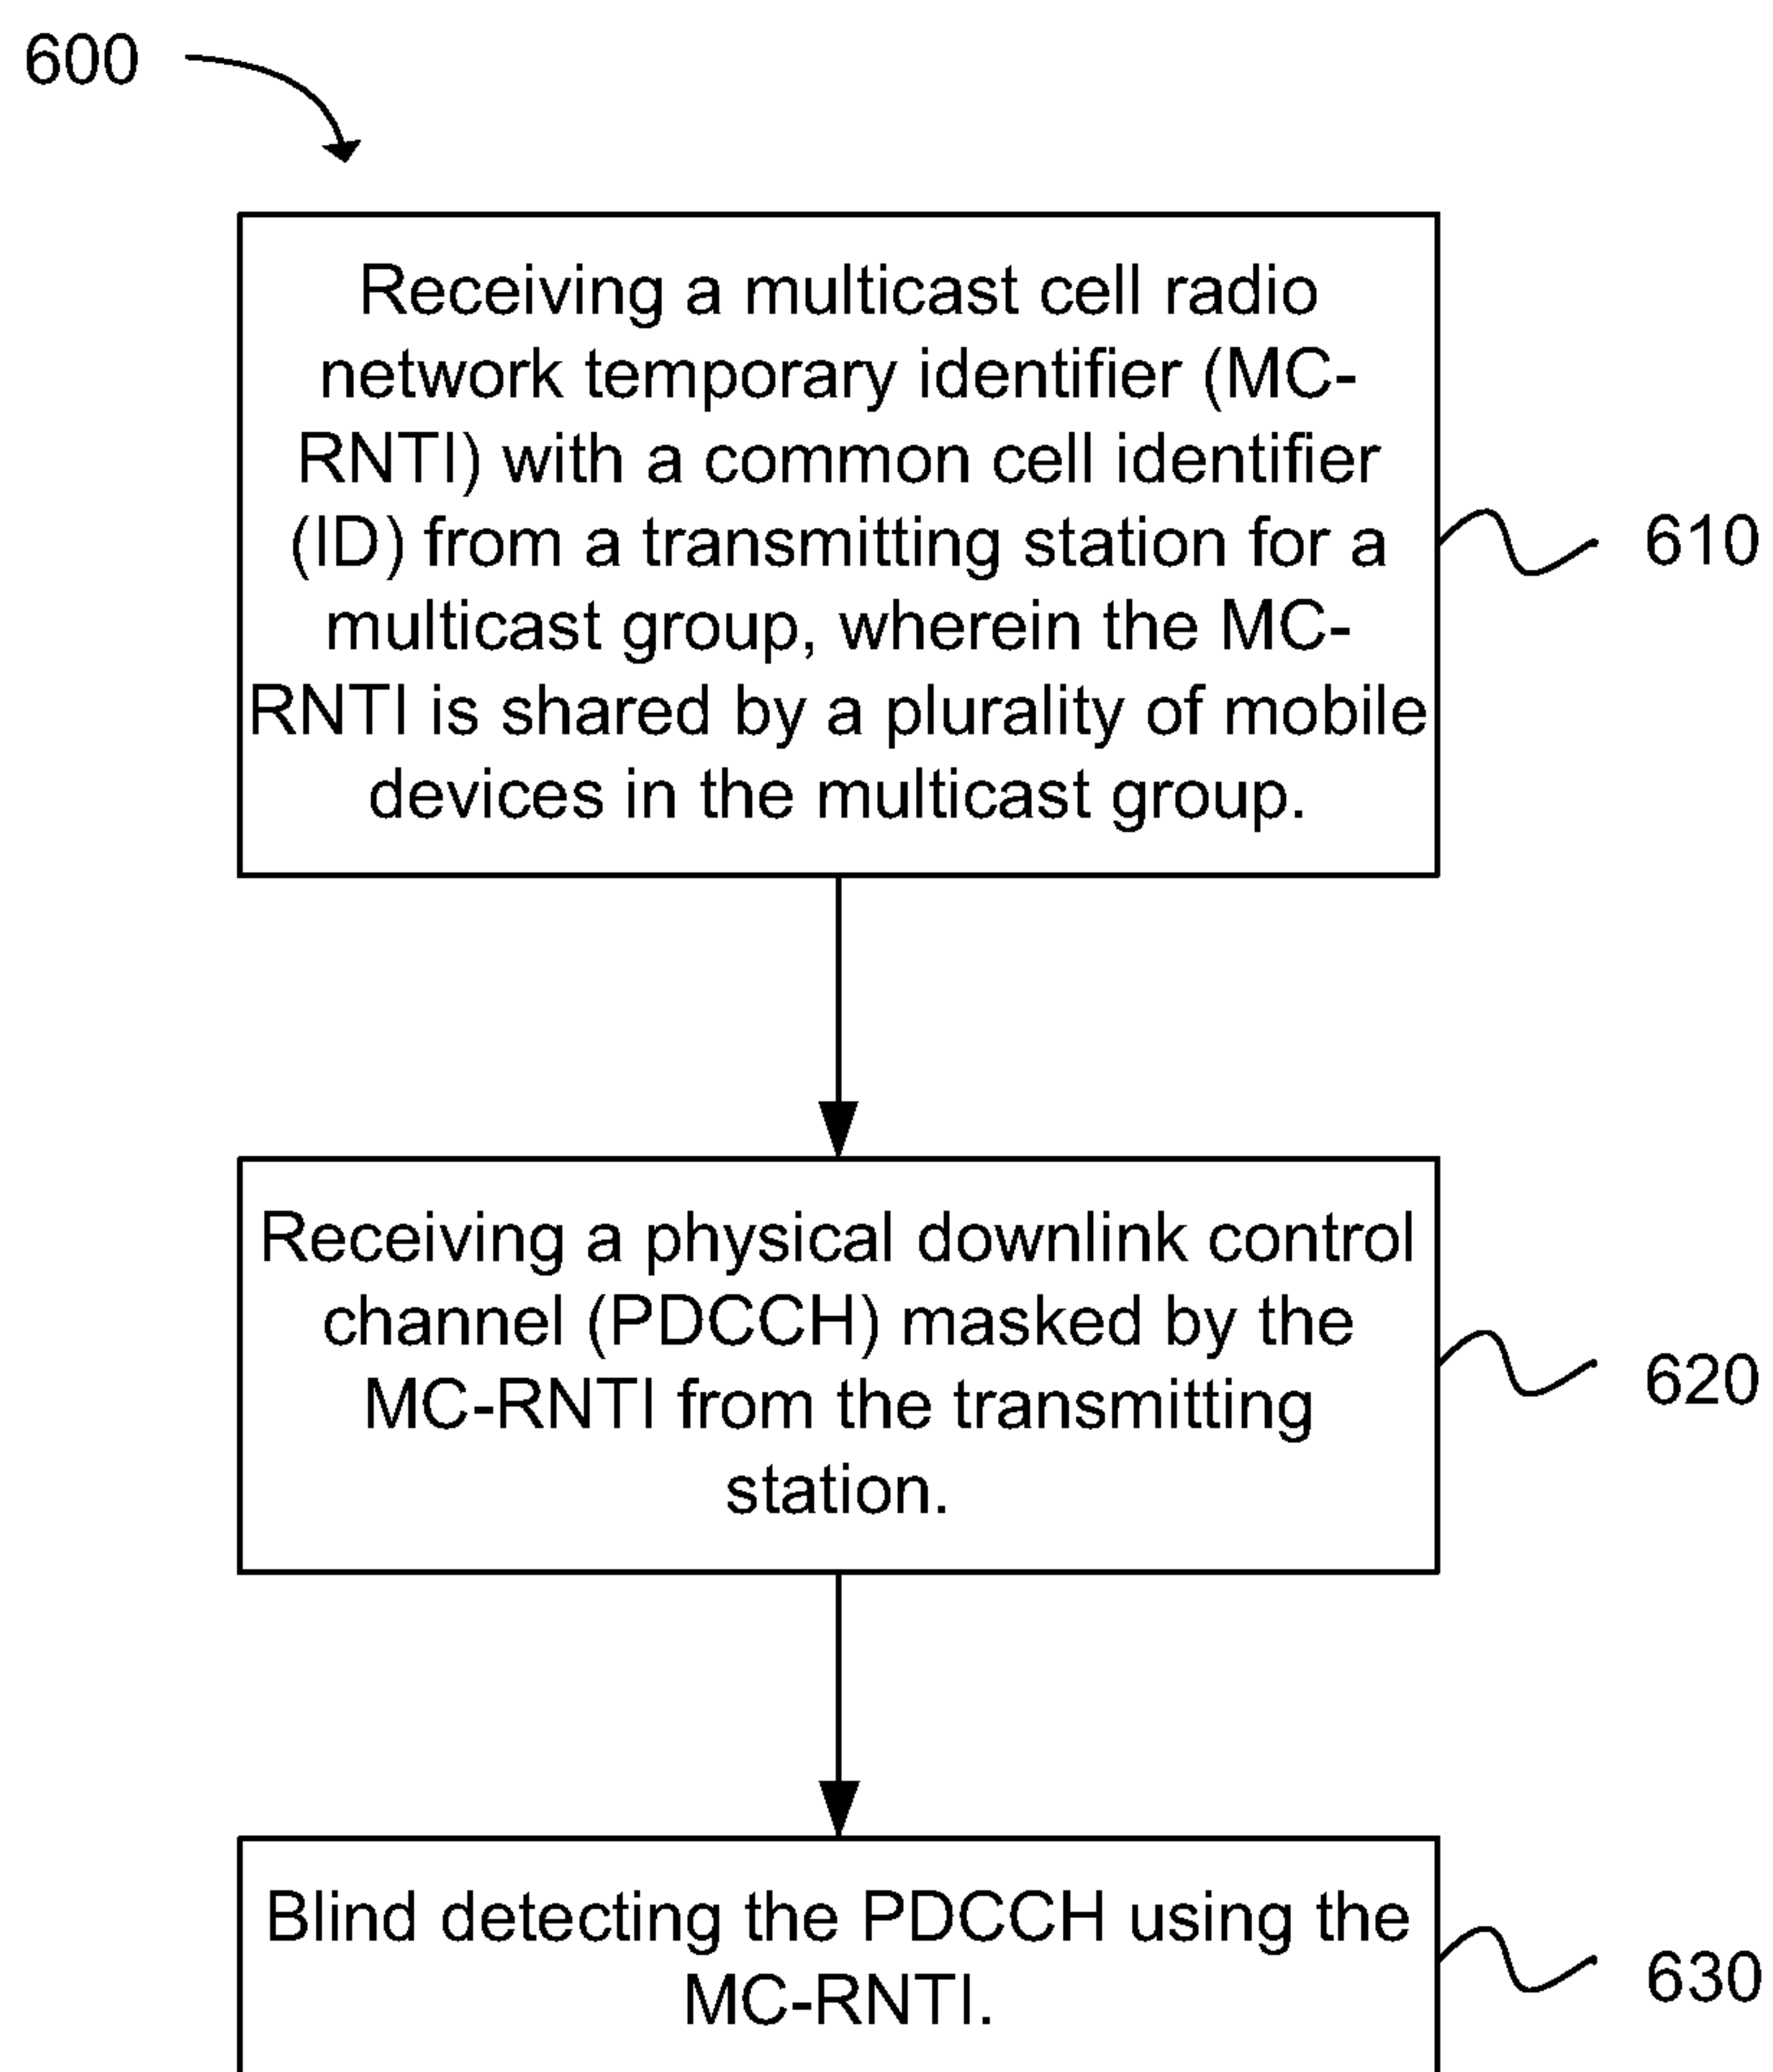 600
Receiving a multicast cell radio
network temporary identifier (MC-
RNTI) with a common cell identifier
(ID) from a transmitting station for a
multicast group, wherein the MC-
RNTI is shared by a plurality of mobile
devices in the multicast group.
610
Receiving a physical downlink control
channel (PDCCH) masked by the
MC-RNTI from the transmitting
station.
620
Blind detecting the PDCCH using the
MC-RNTI.
630